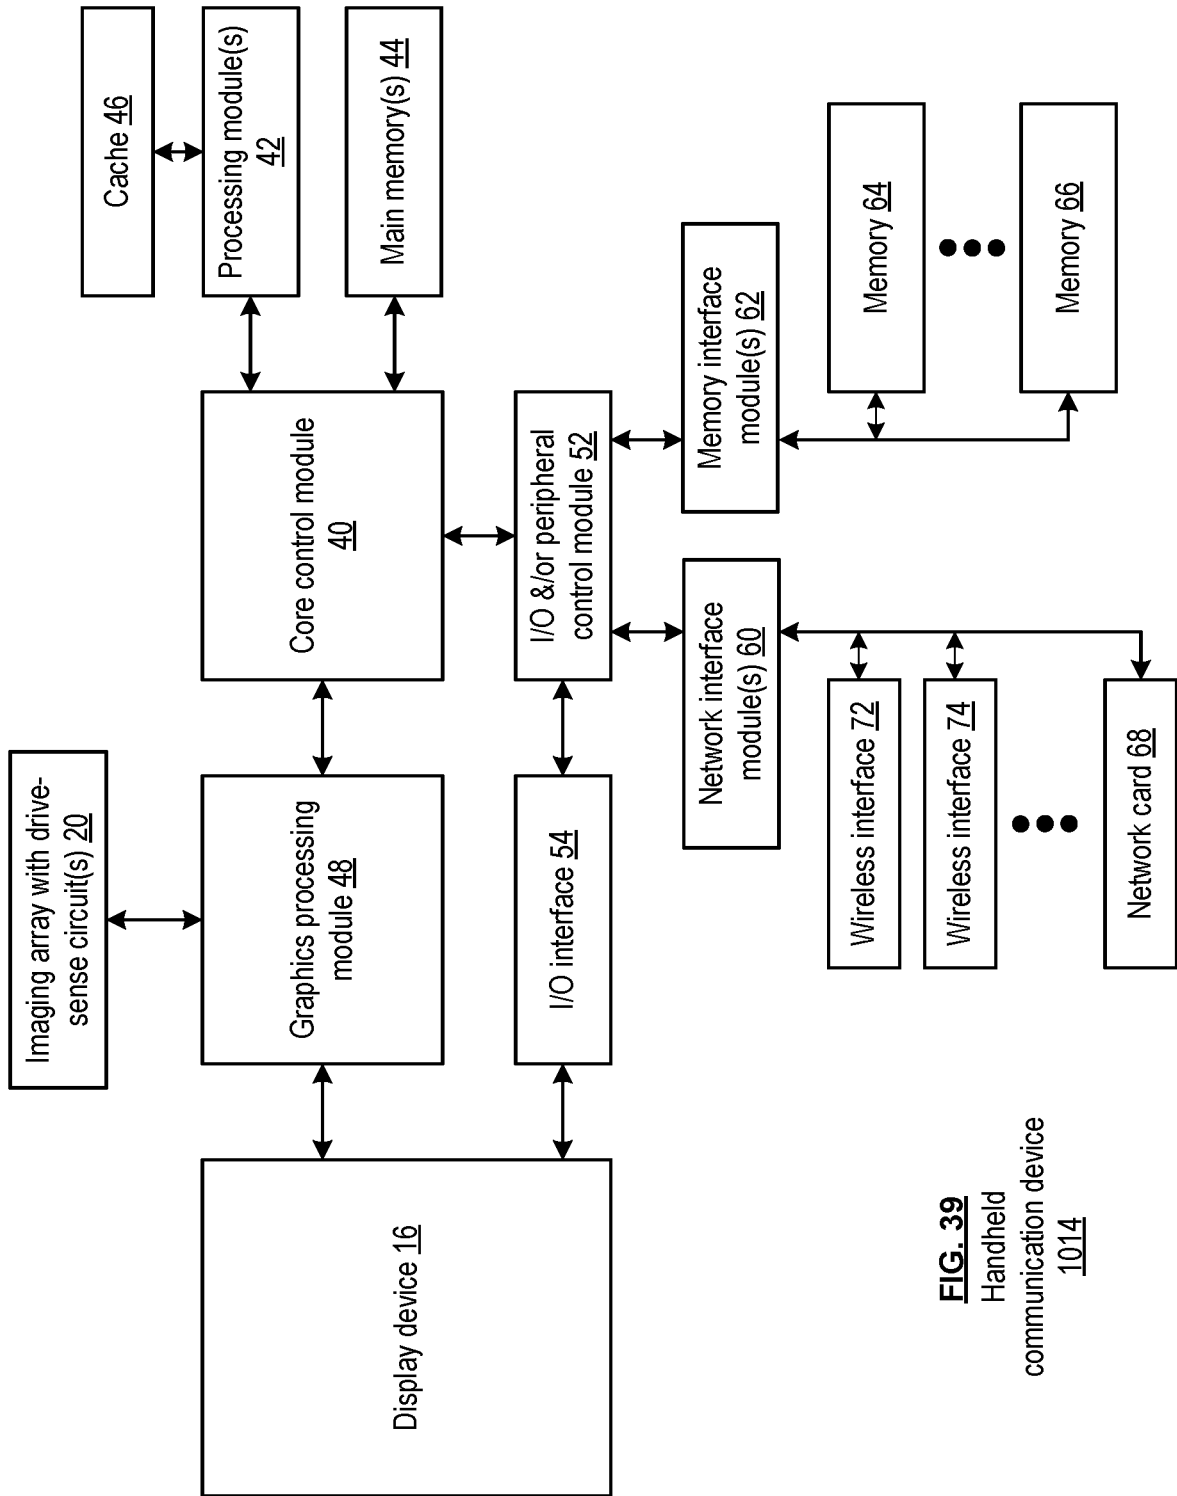 Imaging array with drive-
sense circuit(s) 20
Cache 46
Processing module(s)
42
Main memory(s) 44
Core control module
40
Graphics processing
module 48
Display device 16
I/O interface 54
I/O &/or peripheral
control module 52
Network interface
module(s) 60
Memory interface
module(s) 62
Wireless interface 72
Wireless interface 74
Network card 68
Memory 64
Memory 66
FIG. 39
Handheld
communication device
1014